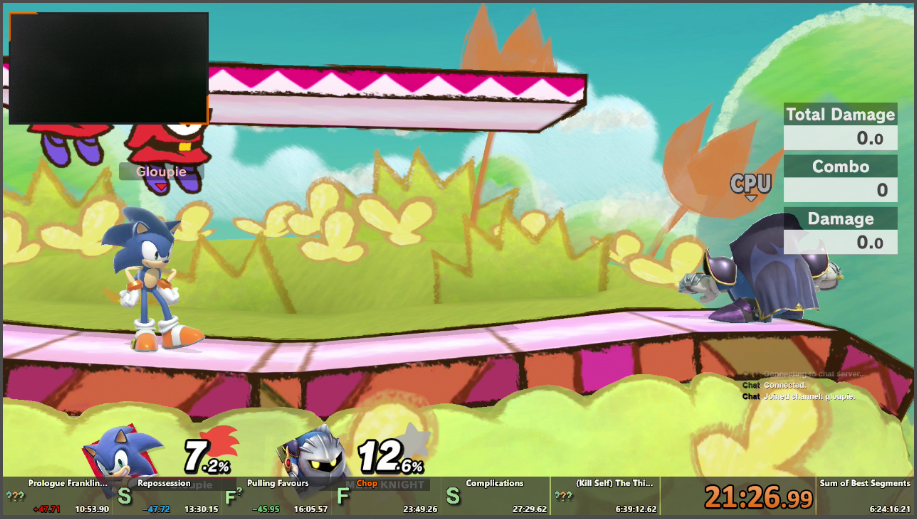 Total Damage
0.0
Gloupie
CPU
Combo
0
Damage
0.0
Chat Connected.
Chat Joined channel: gloupie.
7.2%
12.6%
KNIGHT
Prologue Franklin...
Repossession
Pulling Favours
Chop
Complications
(Kill Self) The Thi...
Sum of Best Segments
???
S
F?
F
S
???
21:26.99
-47.71 10:53.90
-47.72 13:30.15
-45.95 16:05.57
23:49.26
27:29.62
6:39:12.62
6:24:16.21